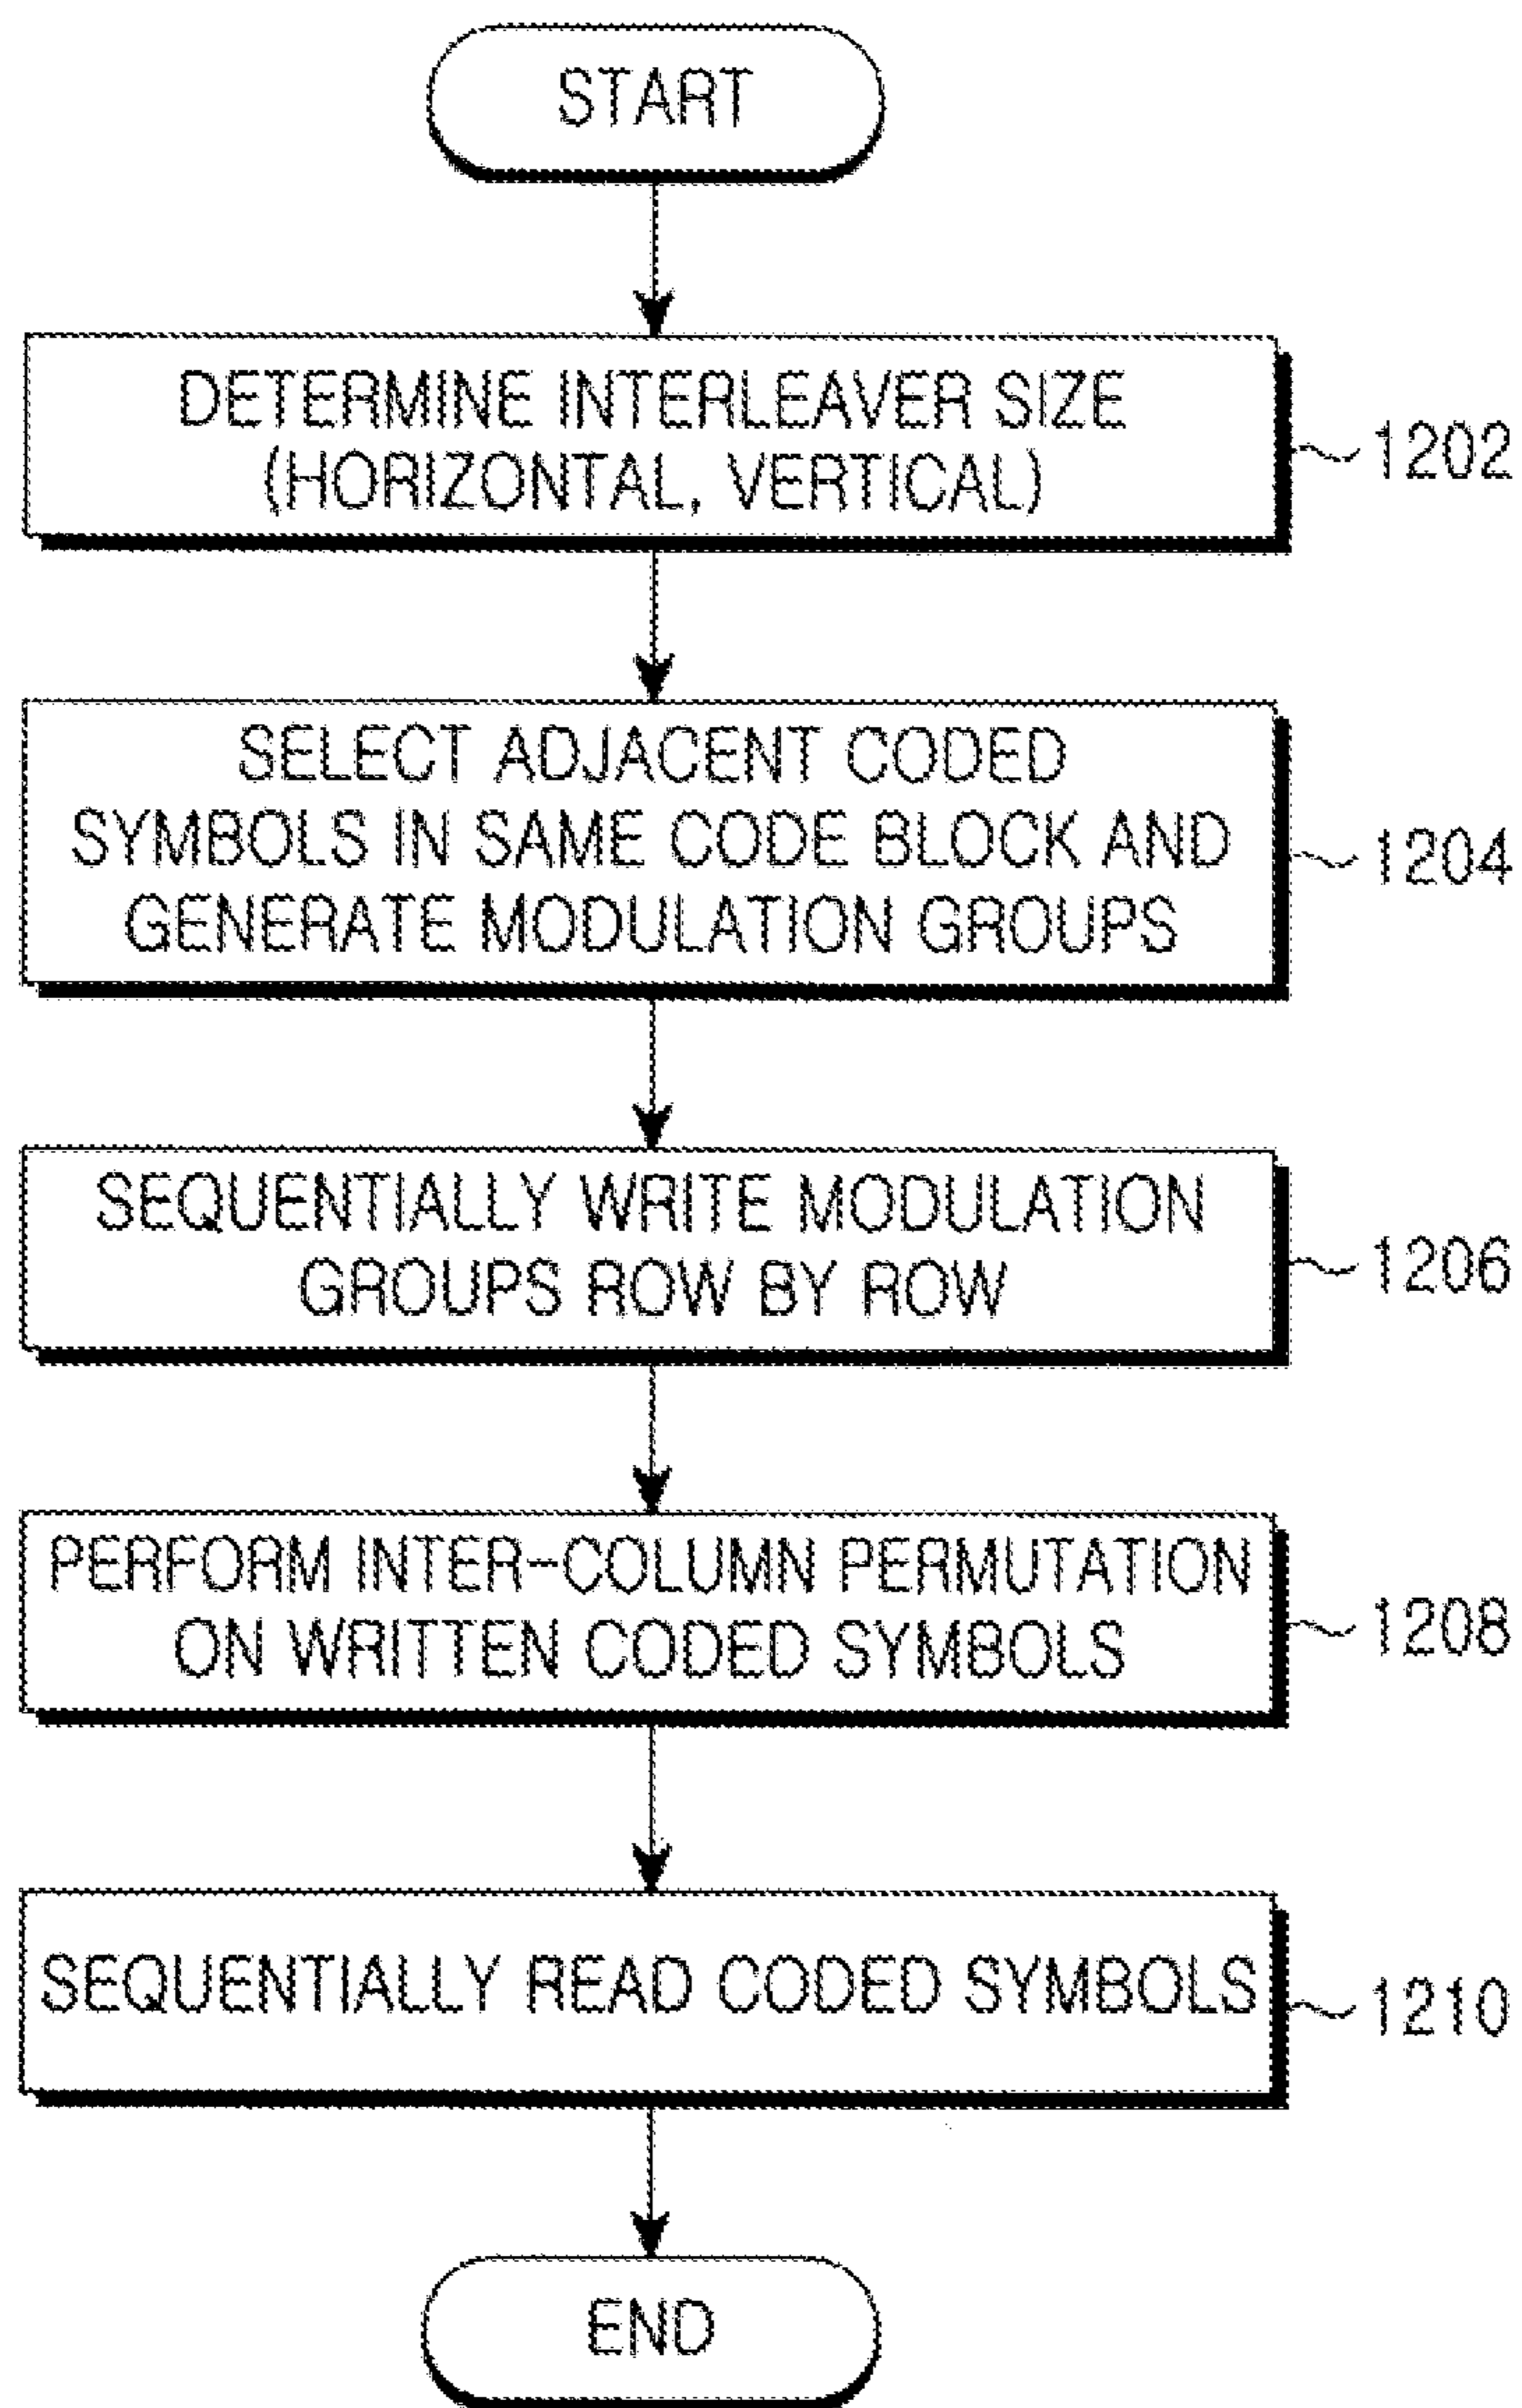 START
DETERMINE INTERLEAVER SIZE
(HORIZONTAL, VERTICAL)
1202
SELECT ADJACENT CODED
SYMBOLS IN SAME CODE BLOCK AND
GENERATE MODULATION GROUPS
1204
SEQUENTIALLY WRITE MODULATION
GROUPS ROW BY ROW
1206
PERFORM INTER-COLUMN PERMUTATION
ON WRITTEN CODED SYMBOLS
1208
SEQUENTIALLY READ CODED SYMBOLS
1210
END